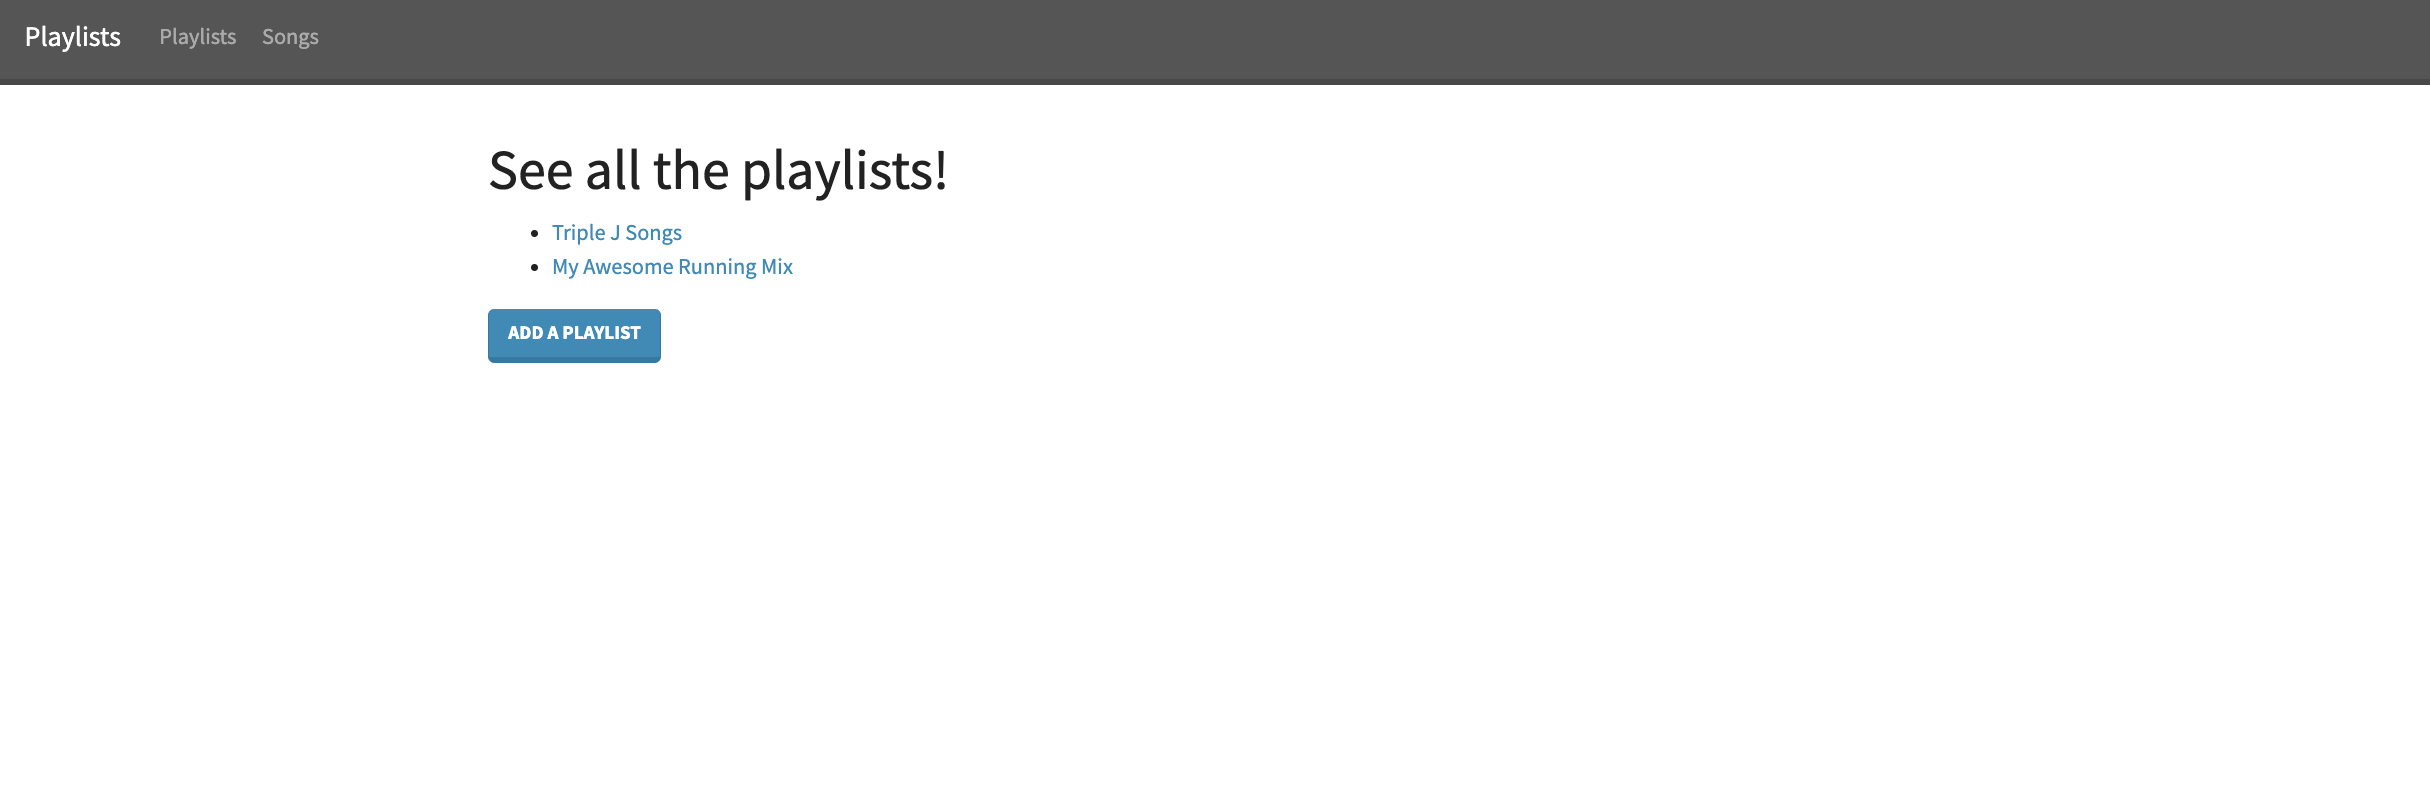 Playlists Playlists Songs
See all the playlists!
Triple J Songs
My Awesome Running Mix
ADD A PLAYLIST